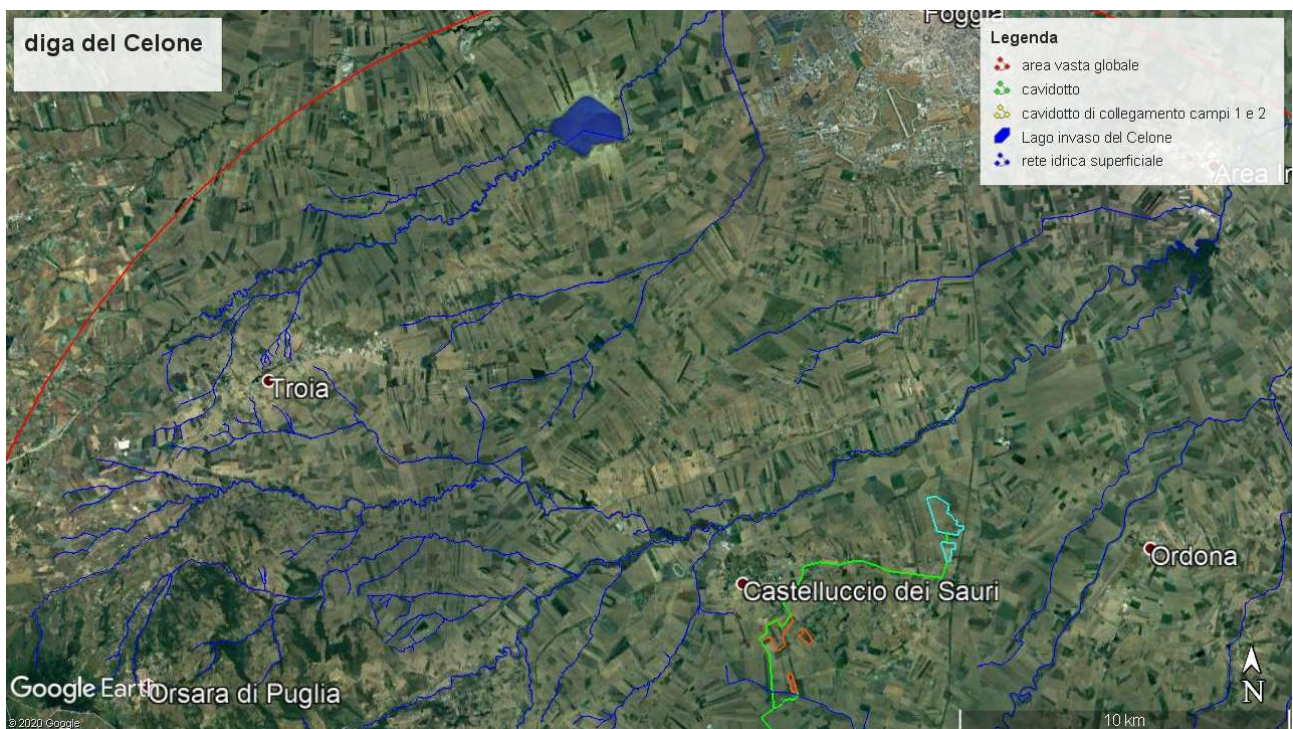 diga del Celone
Foggia
Legenda
area vasta globale
cavidotto
cavidotto di collegamento campi 1 e 2
Lago invaso del Celone
rete idrica superficiale
Area In
Troia
Ordona
Castelluccio dei Sauri
Orsara di Puglia
Google Earth
N
© 2020 Google
10 km